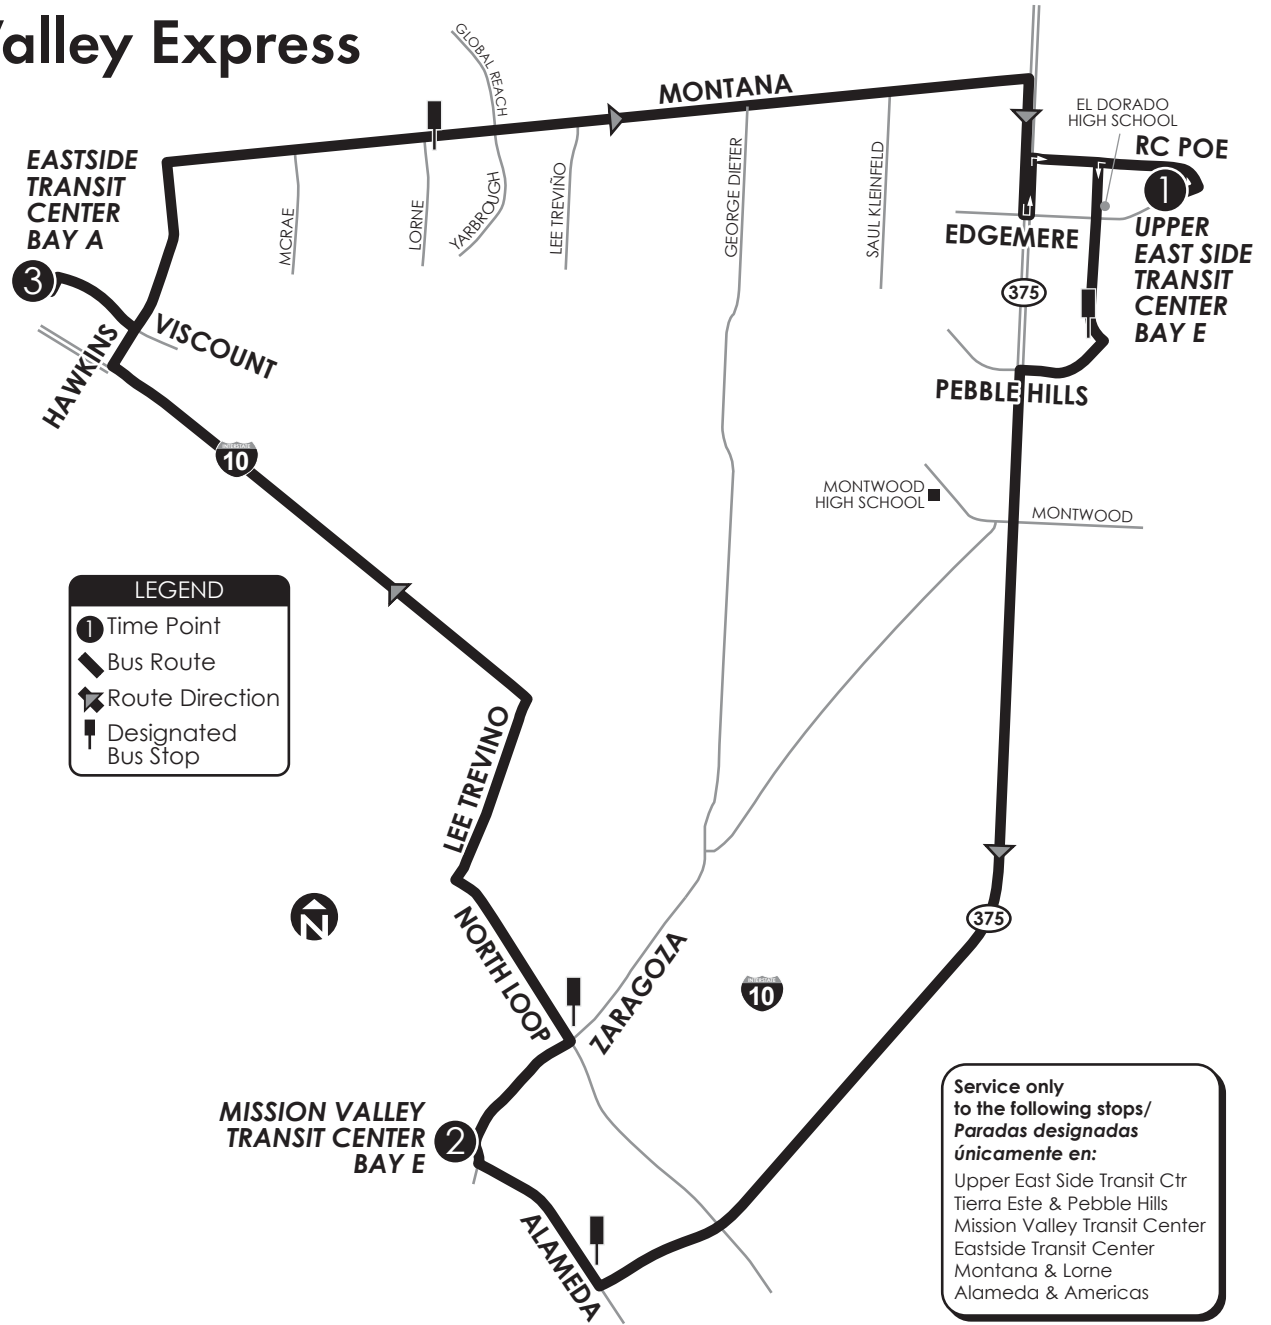 alley Express
GLOBAL REACH
MONTANA
EL DORADO
HIGH SCHOOL
RC POE
EASTSIDE
TRANSIT
CENTER
BAY A
3
MCRAE
LORNE
YARBROUGH
LEE TREVIÑO
GEORGE DIETER
SAUL KLEINFELD
EDGEMERE
1
UPPER
EAST SIDE
TRANSIT
CENTER
BAY E
375
HAWKINS
VISCOUNT
PEBBLE HILLS
INTERSTATE
10
MONTWOOD
HIGH SCHOOL
MONTWOOD
LEGEND
1 Time Point
Bus Route
Route Direction
Designated
Bus Stop
LEE TREVINO
N
NORTH LOOP
ZARAGOZA
375
INTERSTATE
10
MISSION VALLEY
TRANSIT CENTER
BAY E
2
ALAMEDA
Service only
to the following stops/
Paradas designadas
únicamente en:
Upper East Side Transit Ctr
Tierra Este & Pebble Hills
Mission Valley Transit Center
Eastside Transit Center
Montana & Lorne
Alameda & Americas